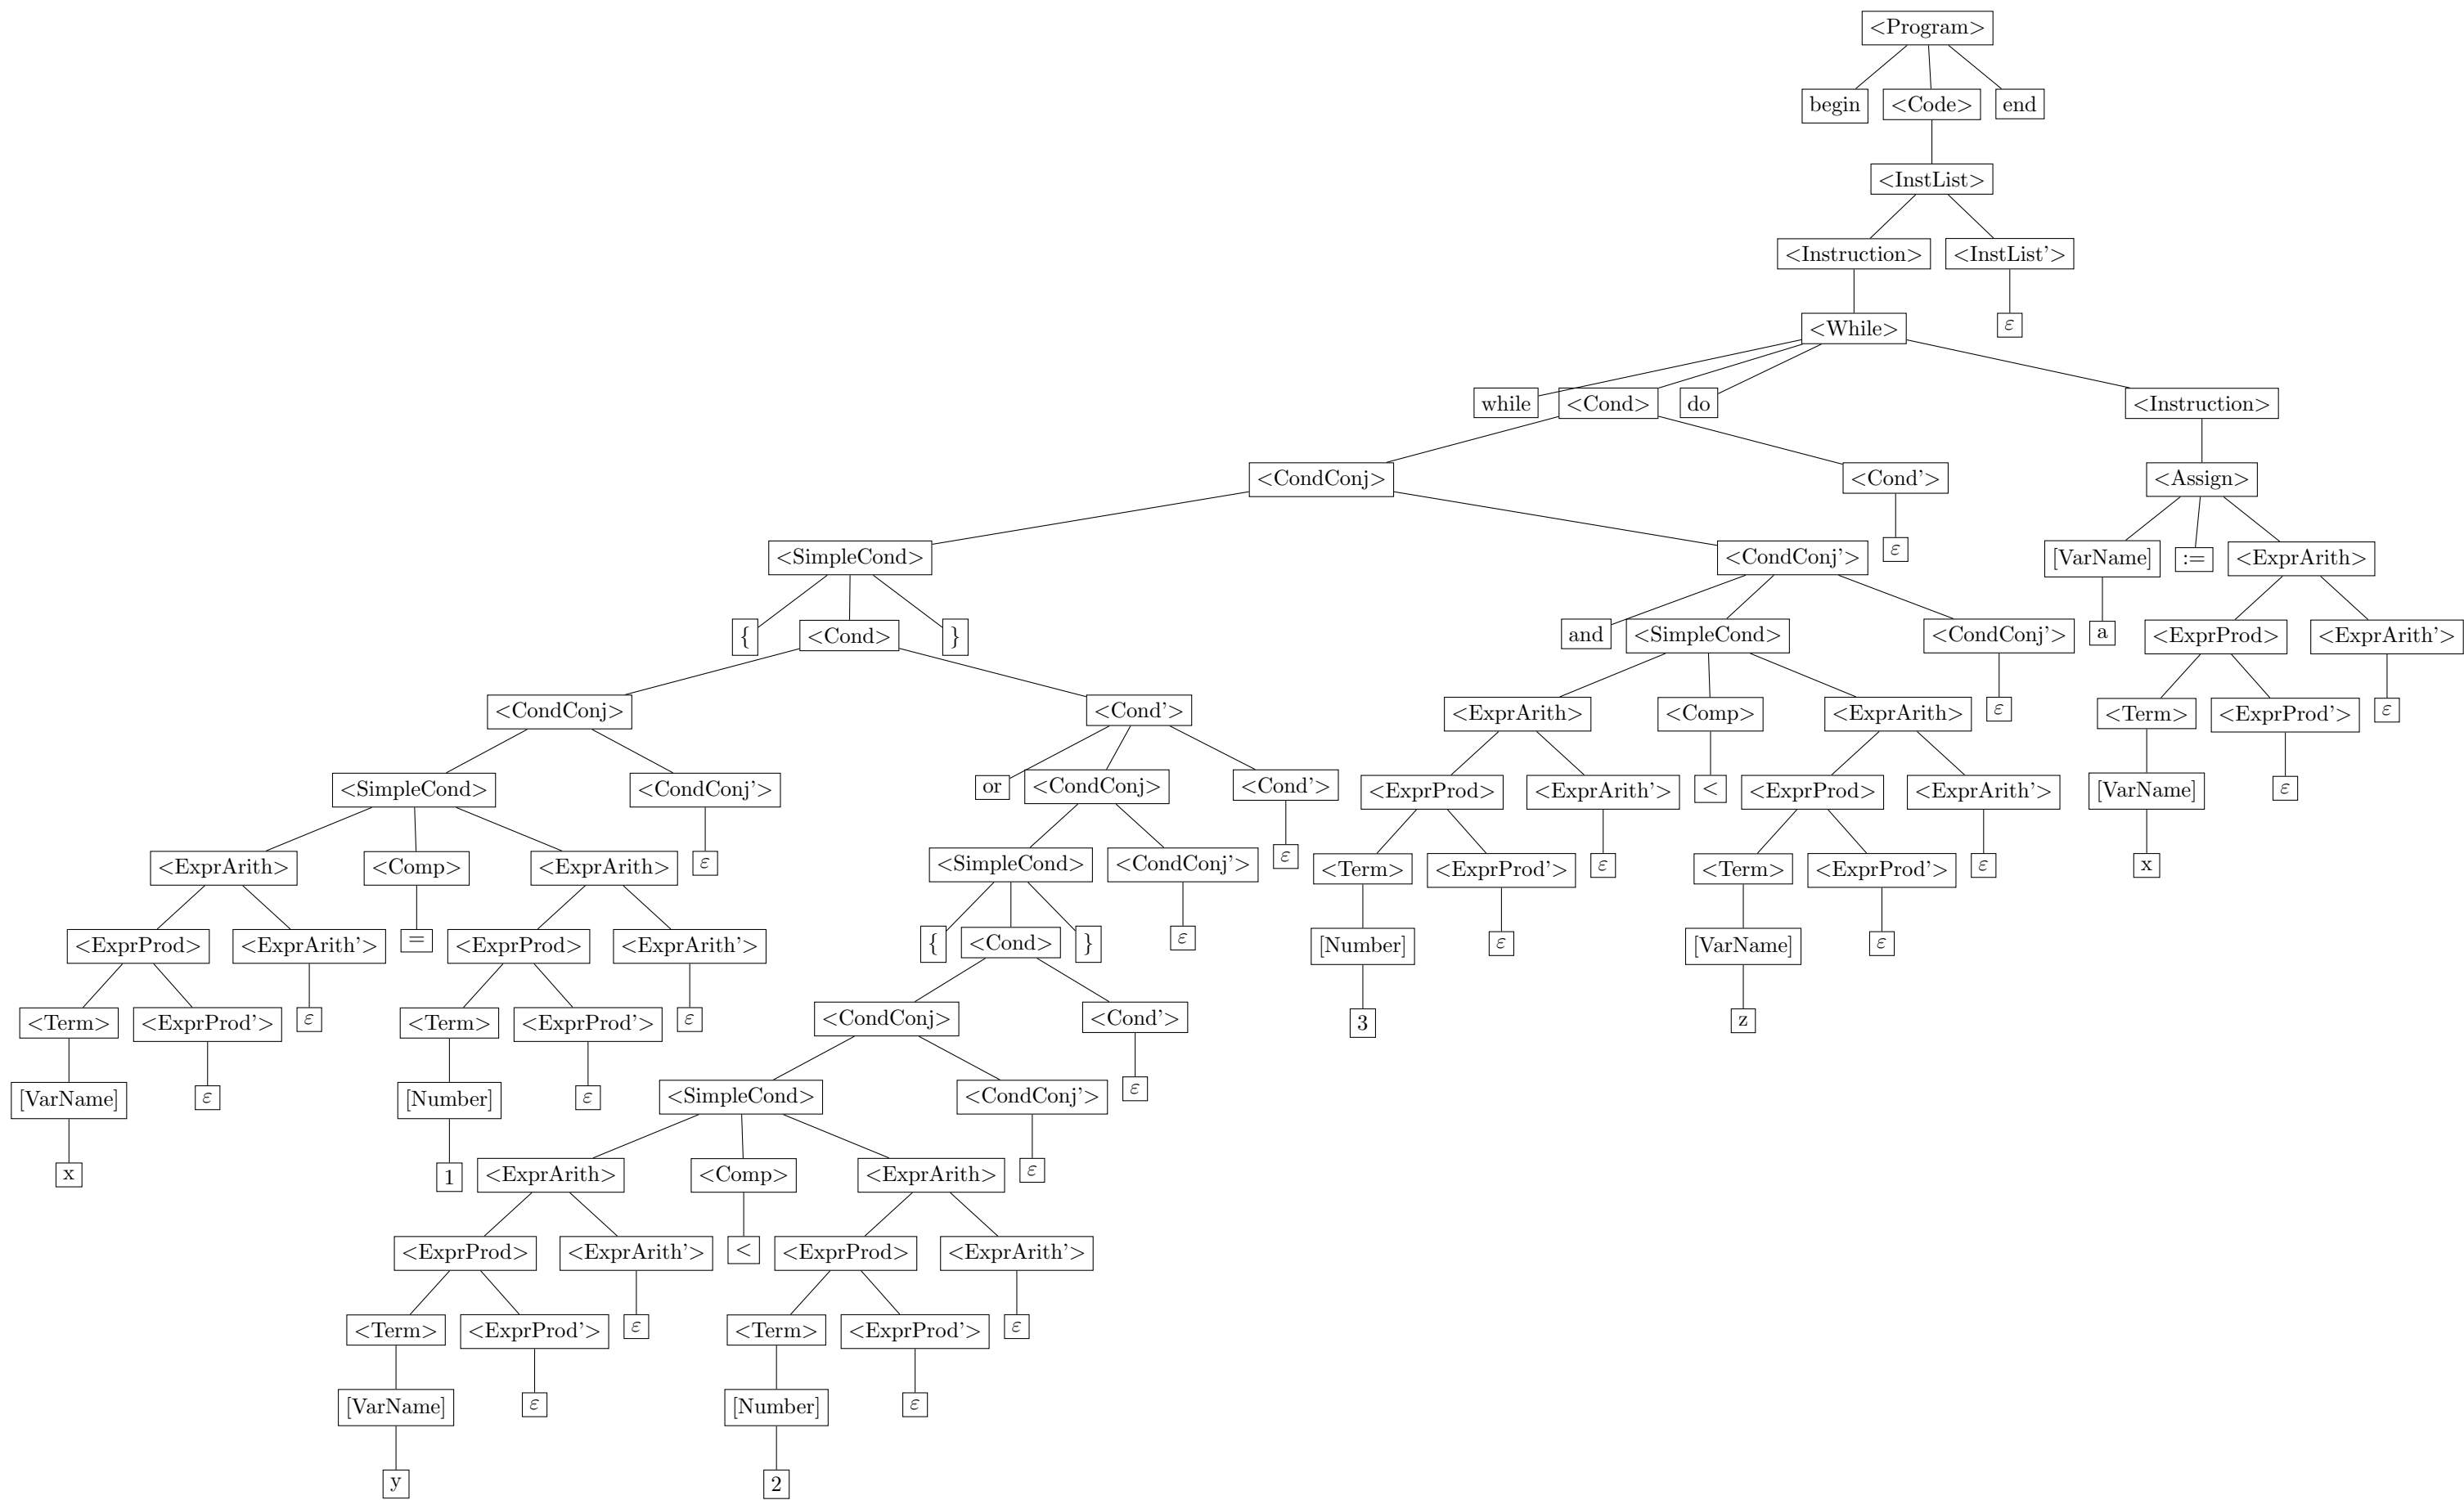 <Program>
begin <Code> end
<InstList>
<Instruction> <InstList'>
<While> ε
while <Cond> do <Instruction>
<CondConj> <Cond'> <Assign>
<SimpleCond> <CondConj'> ε [VarName] := <ExprArith>
{ <Cond> } and <SimpleCond> <CondConj'> a <ExprProd> <ExprArith'>
<CondConj> <Cond'> <ExprArith> <Comp> <ExprArith> ε <Term> <ExprProd'> ε
<SimpleCond> <CondConj'> or <CondConj> <Cond'> <ExprProd> <ExprArith'> < <ExprProd> <ExprArith'> [VarName] ε
<ExprArith> <Comp> <ExprArith> ε <SimpleCond> <CondConj'> ε <Term> <ExprProd'> ε <Term> <ExprProd'> ε x
<ExprProd> <ExprArith'> = <ExprProd> <ExprArith'> { <Cond> } ε [Number] ε [VarName] ε
<Term> <ExprProd'> ε <Term> <ExprProd'> ε <CondConj> <Cond'> 3 z
[VarName] ε [Number] ε <SimpleCond> <CondConj'> ε
x 1 <ExprArith> <Comp> <ExprArith> ε
<ExprProd> <ExprArith'> < <ExprProd> <ExprArith'>
<Term> <ExprProd'> ε <Term> <ExprProd'> ε
[VarName] ε [Number] ε
y 2